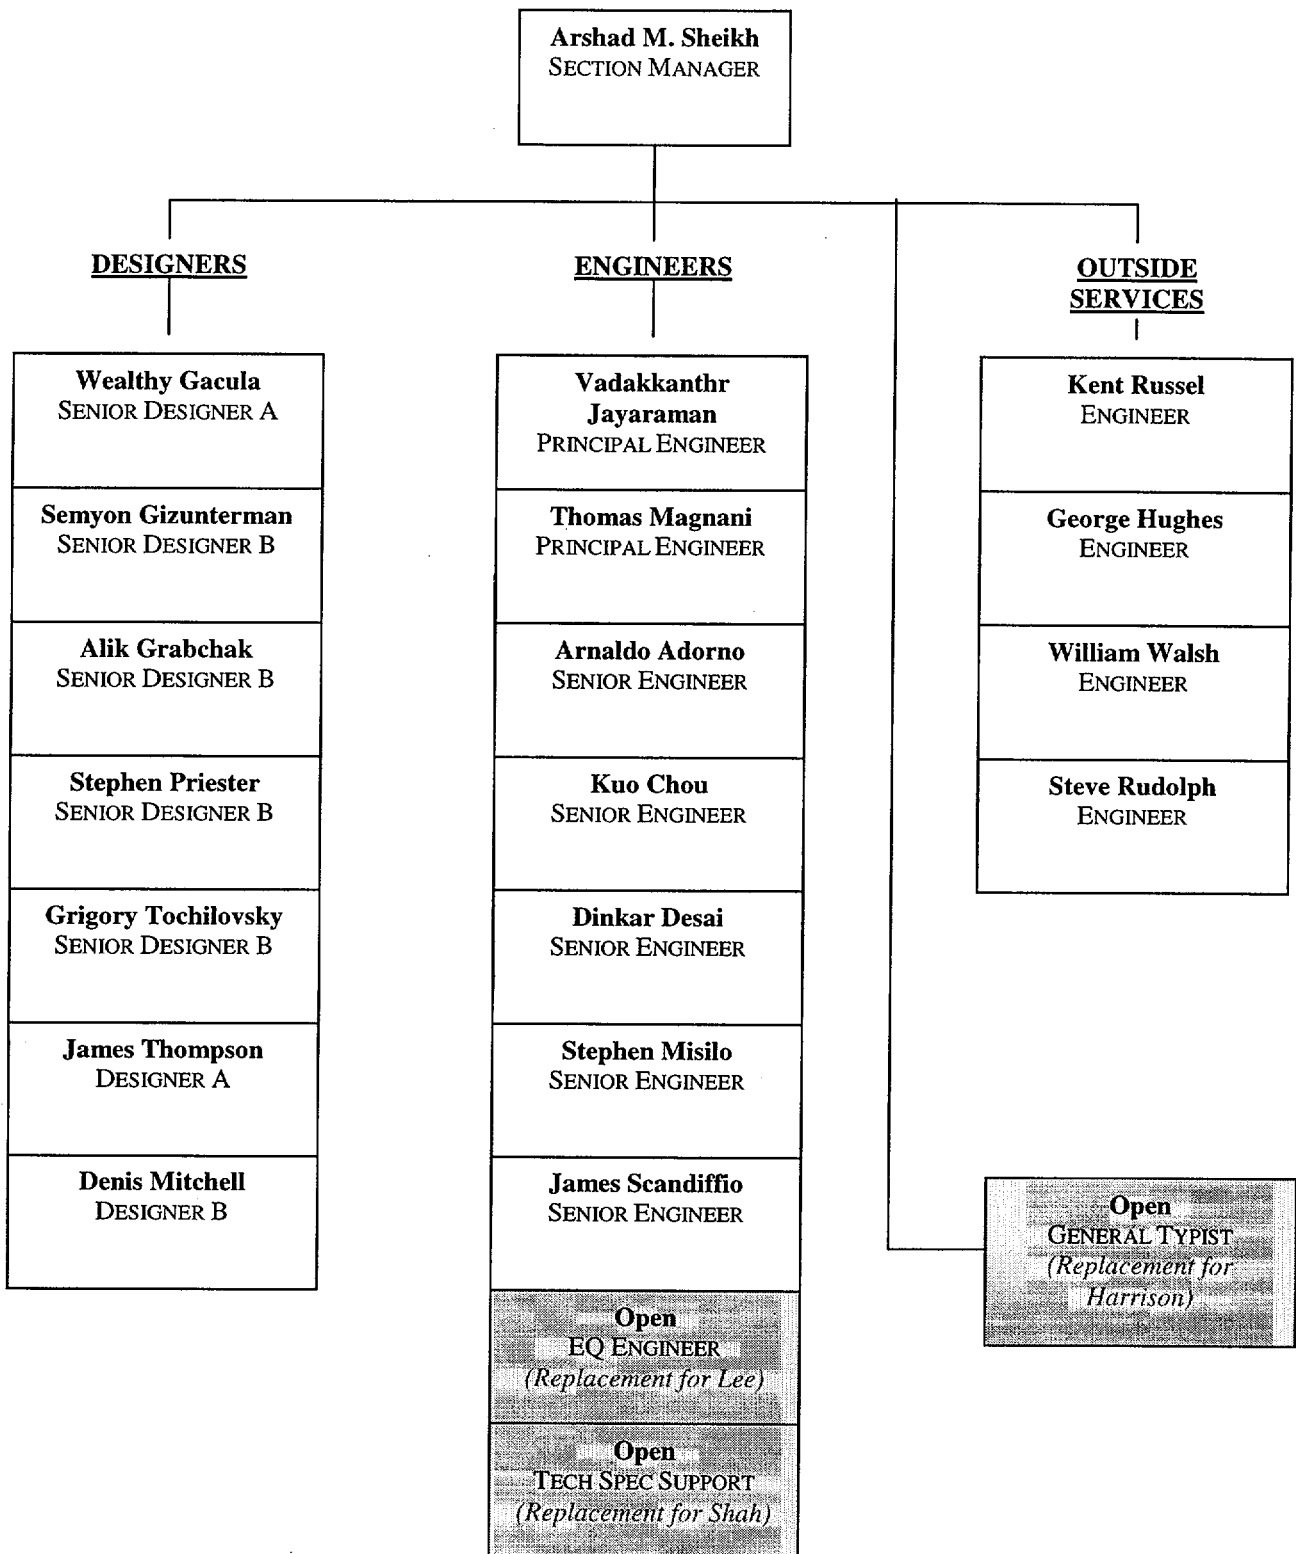 Arshad M. Sheikh
SECTION MANAGER
DESIGNERS
Wealthy Gacula
SENIOR DESIGNER A
Semyon Gizunterman
SENIOR DESIGNER B
Alik Grabchak
SENIOR DESIGNER B
Stephen Priester
SENIOR DESIGNER B
Grigory Tochilovsky
SENIOR DESIGNER B
James Thompson
DESIGNER A
Denis Mitchell
DESIGNER B
ENGINEERS
Vadakkanthr
Jayaraman
PRINCIPAL ENGINEER
Thomas Magnani
PRINCIPAL ENGINEER
Arnaldo Adorno
SENIOR ENGINEER
Kuo Chou
SENIOR ENGINEER
Dinkar Desai
SENIOR ENGINEER
Stephen Misilo
SENIOR ENGINEER
James Scandiffio
SENIOR ENGINEER
Open
EQ ENGINEER
(Replacement for Lee)
Open
TECH SPEC SUPPORT
(Replacement for Shah)
OUTSIDE
SERVICES
Kent Russel
ENGINEER
George Hughes
ENGINEER
William Walsh
ENGINEER
Steve Rudolph
ENGINEER
Open
GENERAL TYPIST
(Replacement for
Harrison)